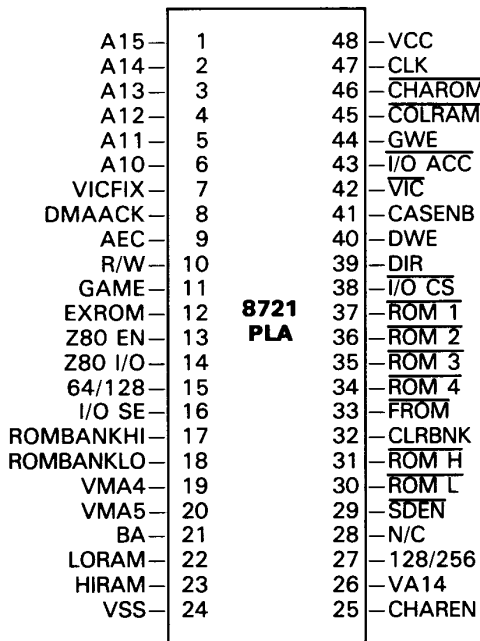 A15 1 48 VCC
A14 2 47 CLK
A13 3 46 CHAROM
A12 4 45 COLRAM
A11 5 44 GWE
A10 6 43 I/O ACC
VICFIX 7 42 VIC
DMAACK 8 41 CASENB
AEC 9 40 DWE
R/W 10 39 DIR
GAME 11 38 I/O CS
EXROM 12 8721 37 ROM 1
Z80 EN 13 PLA 36 ROM 2
Z80 I/O 14 35 ROM 3
64/128 15 34 ROM 4
I/O SE 16 33 FROM
ROMBANKHI 17 32 CLRBNK
ROMBANKLO 18 31 ROM H
VMA4 19 30 ROM L
VMA5 20 29 SDEN
BA 21 28 N/C
LORAM 22 27 128/256
HIRAM 23 26 VA14
VSS 24 25 CHAREN